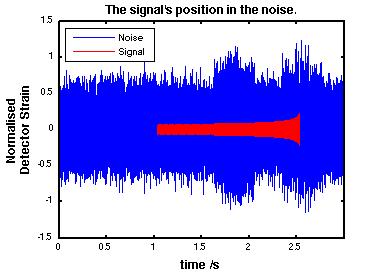 The signal's position in the noise.
Noise
Signal
Normalised
Detector Strain
1.5
1
0.5
0
-0.5
-1
-1.5
0
0.5
1
1.5
2
2.5
time /s